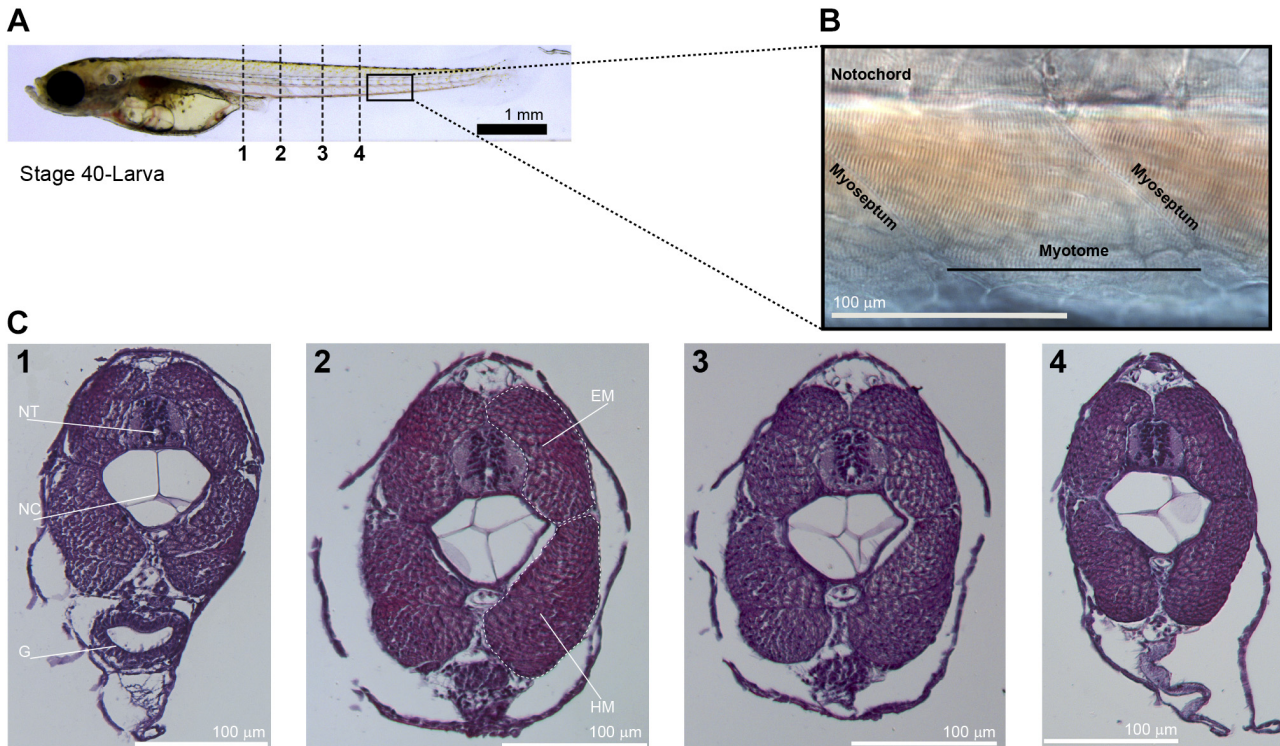 A
1 mm
1
2
3
4
Stage 40-Larva
B
Notochord
Myoseptum
Myoseptum
Myotome
100 μm
C
1
NT
NC
G
100 μm
2
EM
HM
100 μm
3
100 μm
4
100 μm